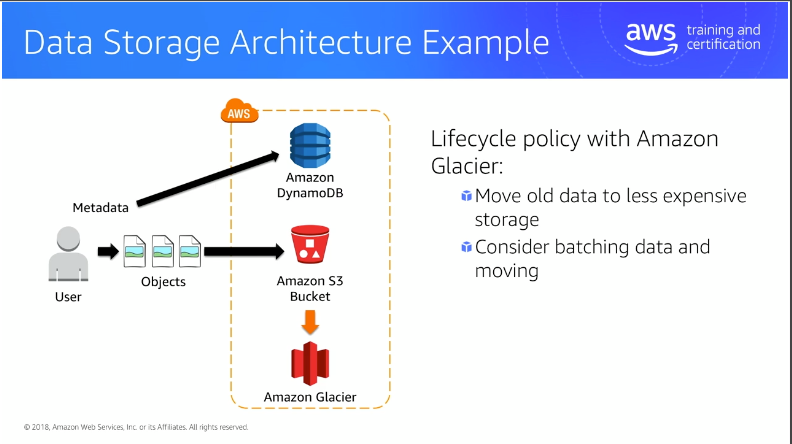 Data Storage Architecture Example
aws training and
certification
AWS
Amazon
DynamoDB
Metadata
User
Objects
Amazon S3
Bucket
Amazon Glacier
Lifecycle policy with Amazon
Glacier:
Move old data to less expensive
storage
Consider batching data and
moving
© 2018, Amazon Web Services, Inc. or its Affiliates. All rights reserved.